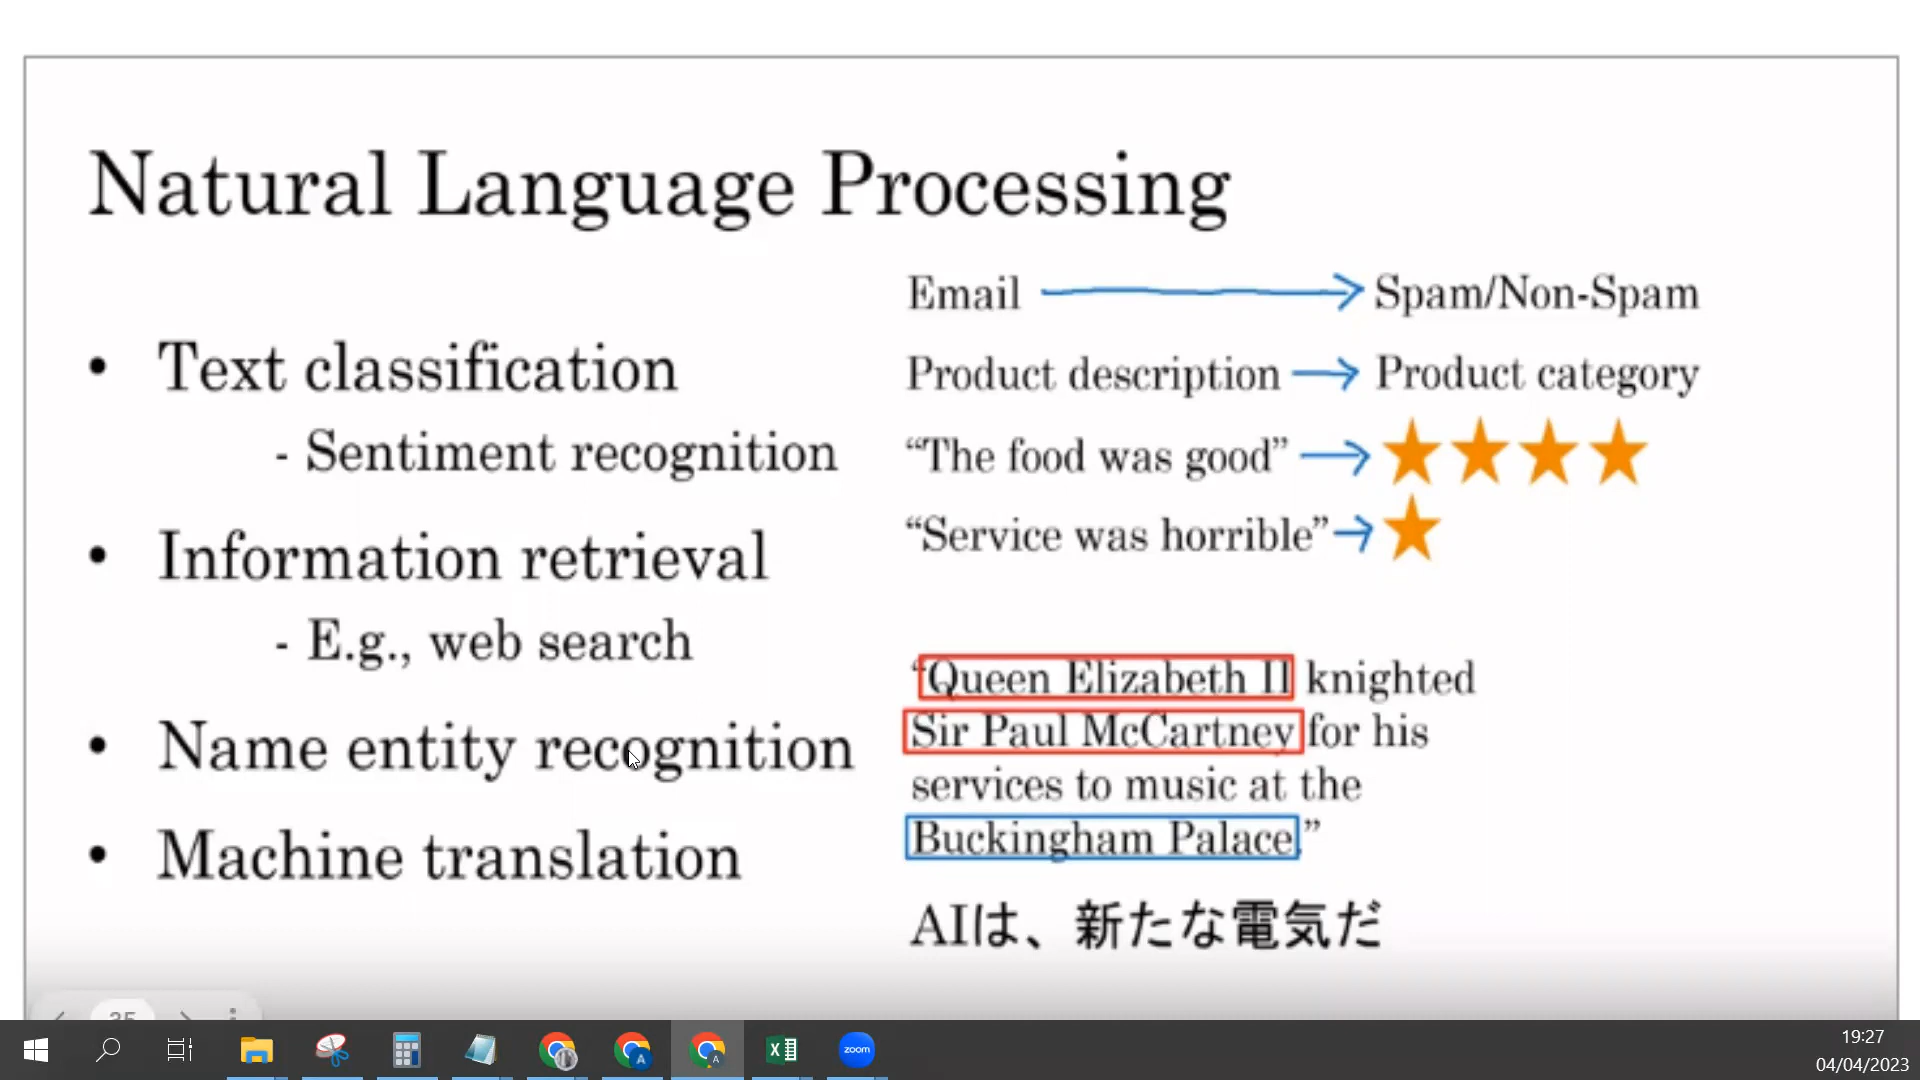 Natural Language Processing
• Text classification
- Sentiment recognition
• Information retrieval
- E.g., web search
• Name entity recognition
• Machine translation
Email → Spam/Non-Spam
Product description → Product category
“The food was good” →
“Service was horrible” →
“Queen Elizabeth II knighted
Sir Paul McCartney for his
services to music at the
Buckingham Palace.”
AIは、新たな電気だ
35
zoom
19:27
04/04/2023